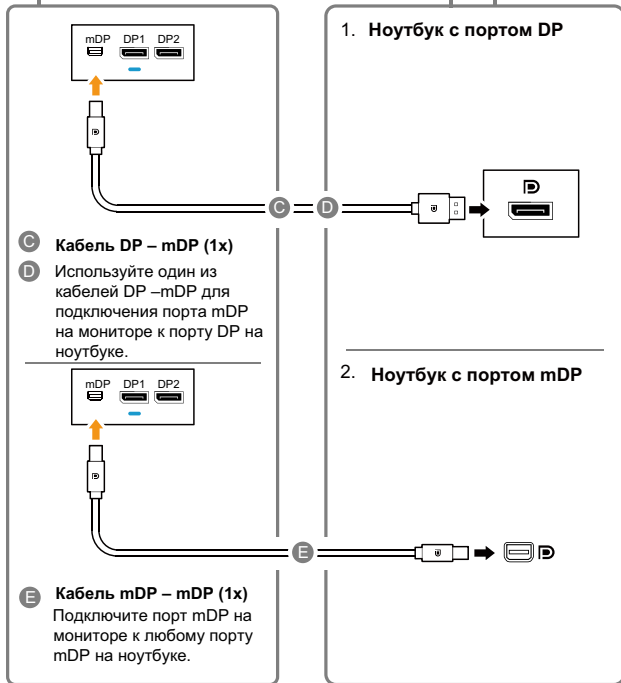 mDP DP1 DP2
1. Ноутбук с портом DP
C D
C Кабель DP – mDP (1x)
D Используйте один из
кабелей DP –mDP для
подключения порта mDP
на мониторе к порту DP на
ноутбуке.
mDP DP1 DP2
2. Ноутбук с портом mDP
E
E Кабель mDP – mDP (1x)
Подключите порт mDP на
мониторе к любому порту
mDP на ноутбуке.